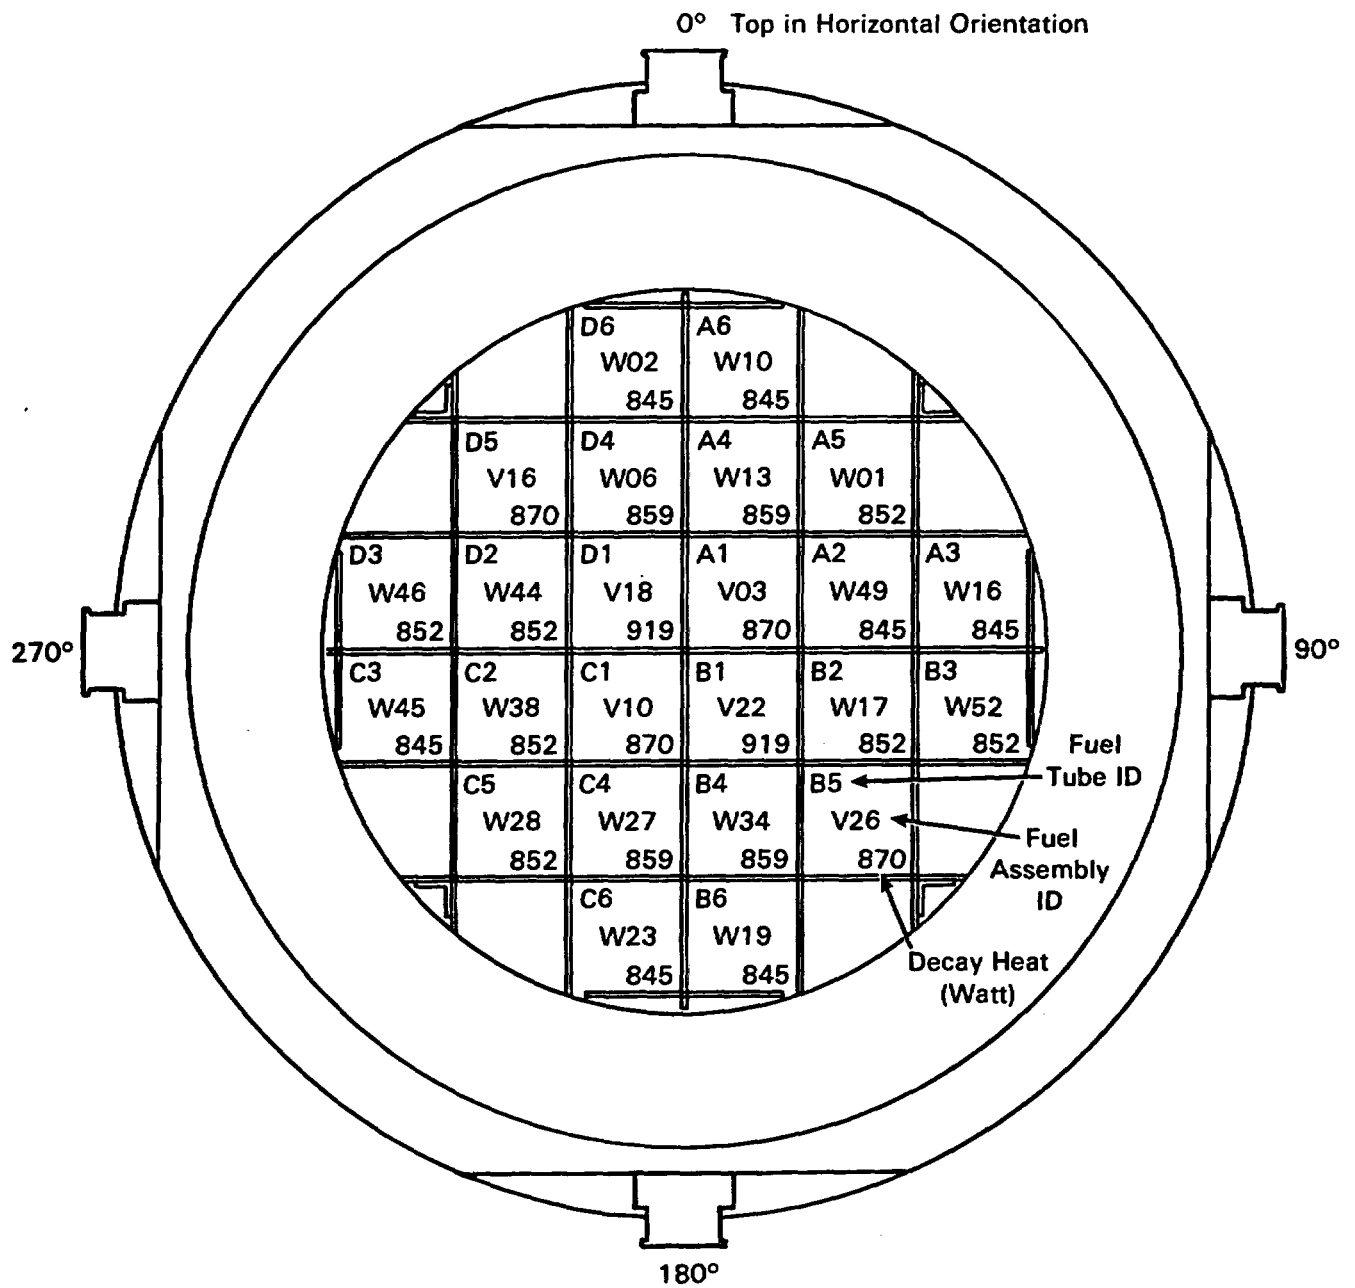 0° Top in Horizontal Orientation
D6 A6
W02 W10
845 845
D5 D4 A4 A5
V16 W06 W13 W01
870 859 859 852
D3 D2 D1 A1 A2 A3
W46 W44 V18 V03 W49 W16
852 852 919 870 845 845
270° 90°
C3 C2 C1 B1 B2 B3
W45 W38 V10 V22 W17 W52
845 852 870 919 852 852
Fuel
Tube ID
C5 C4 B4 B5
W28 W27 W34 V26
852 859 859 870
Fuel
Assembly
ID
C6 B6
W23 W19
845 845
Decay Heat
(Watt)
180°